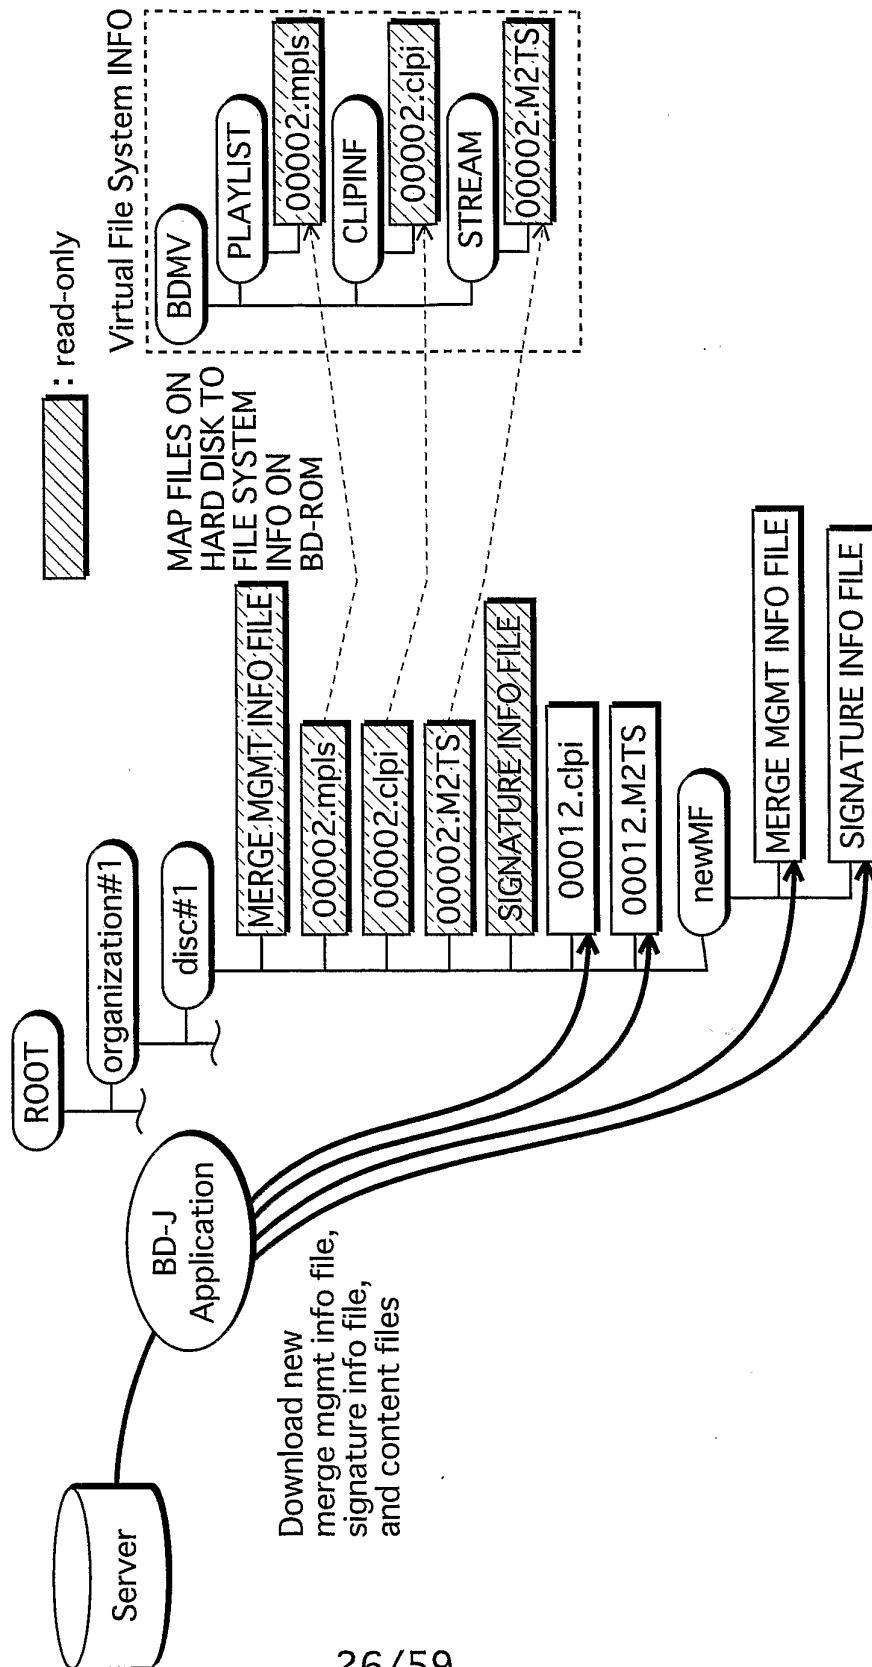 : read-only
Virtual File System INFO
BDMV
PLAYLIST
00002.mpls
CLIPINF
00002.clpi
STREAM
00002.M2TS
MAP FILES ON
HARD DISK TO
FILE SYSTEM
INFO ON
BD-ROM
ROOT
organization#1
disc#1
MERGE MGMT INFO FILE
00002.mpls
00002.clpi
00002.M2TS
SIGNATURE INFO FILE
00012.clpi
00012.M2TS
newMF
MERGE MGMT INFO FILE
SIGNATURE INFO FILE
BD-J
Application
Server
Download new
merge mgmt info file,
signature info file,
and content files
26/59